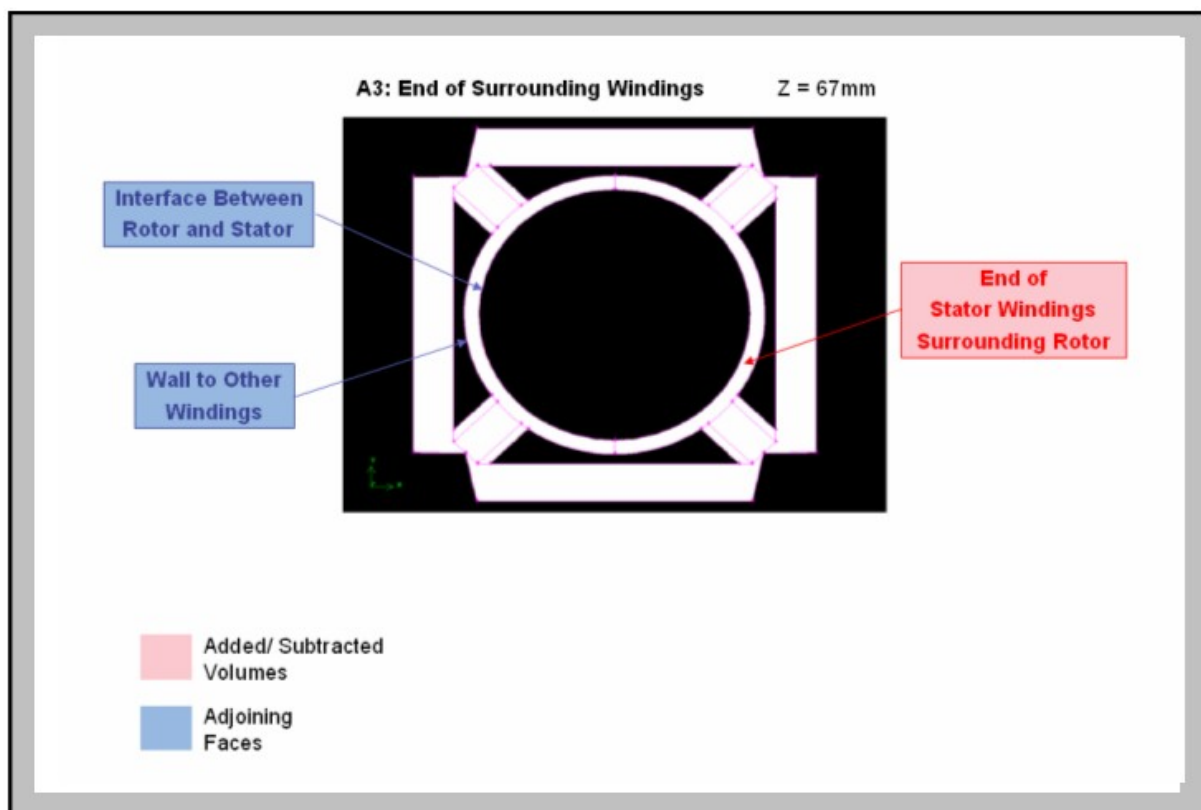 A3: End of Surrounding Windings Z = 67mm
Interface Between
Rotor and Stator
End of
Stator Windings
Surrounding Rotor
Wall to Other
Windings
Added/ Subtracted
Volumes
Adjoining
Faces